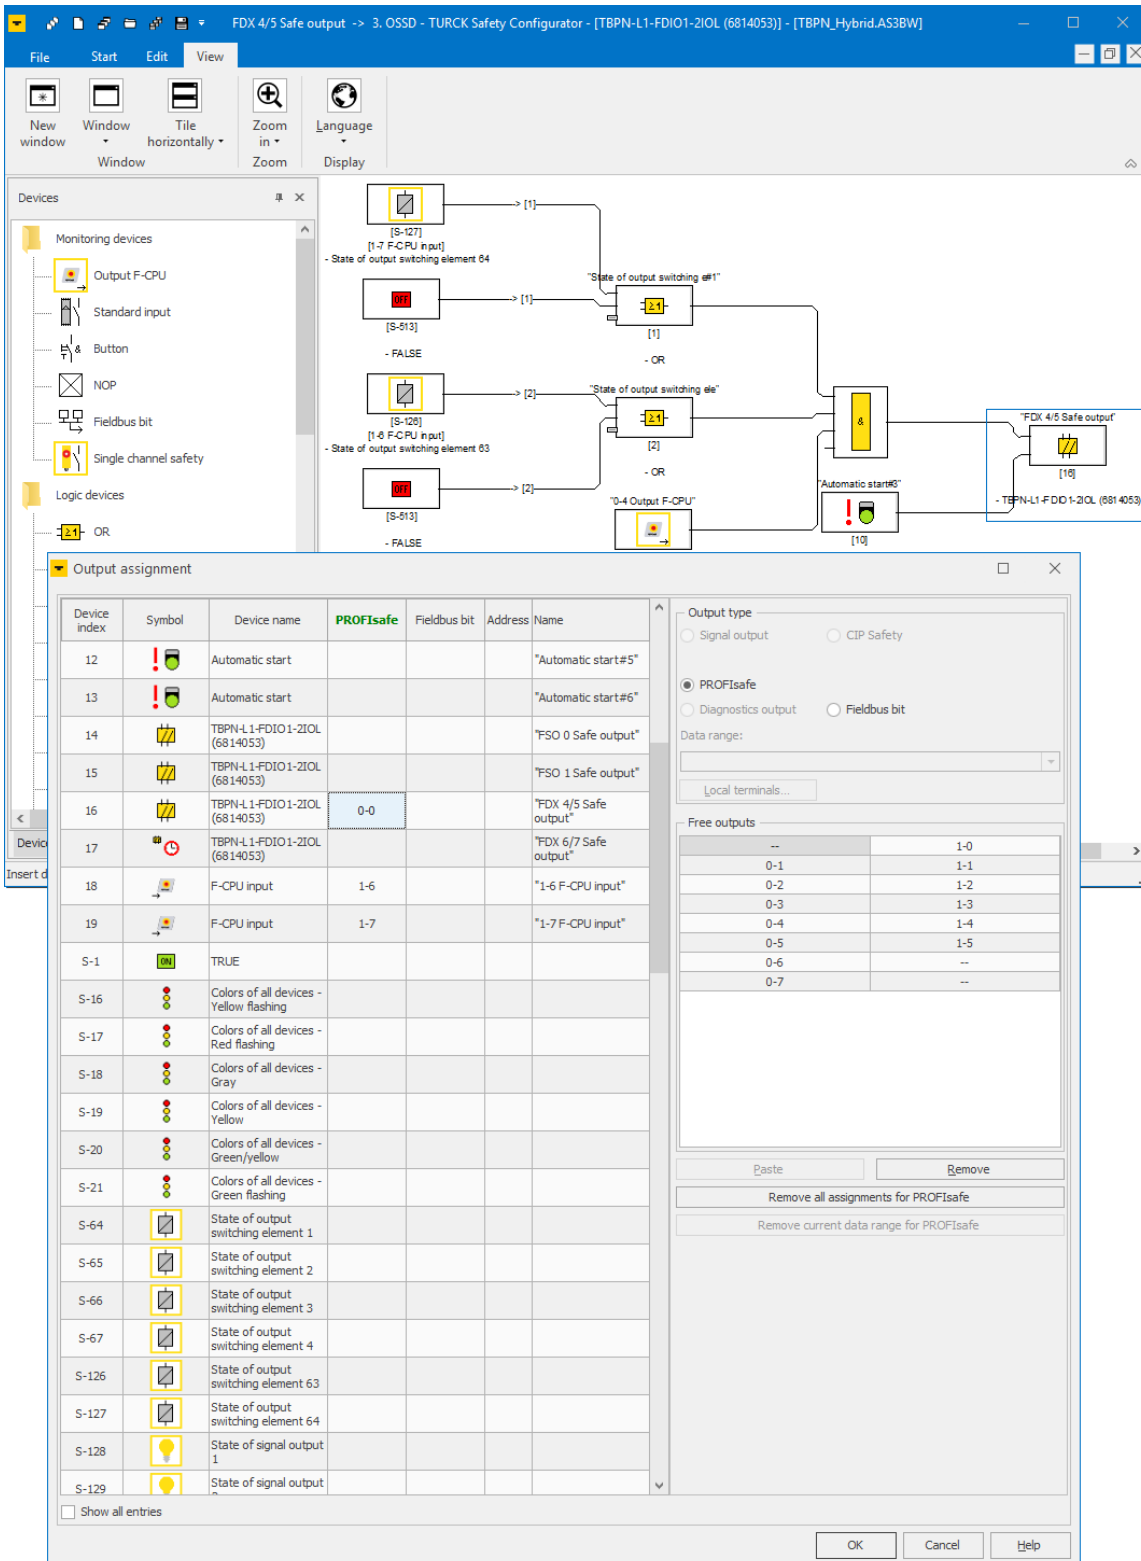 FDX 4/5 Safe output -> 3. OSSD - TURCK Safety Configurator - [TBPN-L1-FDIO1-2IOL (6814053)] - [TBPN_Hybrid.AS3BW]
File Start Edit View
New window
Window
Tile horizontally
Zoom in
Language
Window Zoom Display
Devices
Monitoring devices
Output F-CPU
Standard input
Button
NOP
Fieldbus bit
Single channel safety
Logic devices
OR
-> [1]
[S-127]
[1-7 F-CPU input]
- State of output switching element 64
"State of output switching e#1"
OFF
-> [1]
≥1
[S-513]
[1]
- FALSE
- OR
-> [2]
"State of output switching ele"
[S-126]
[1-6 F-CPU input]
- State of output switching element 63
≥1
[2]
- OR
OFF
-> [2]
[S-513]
- FALSE
&
"0-4 Output F-CPU"
"Automatic start#3"
[10]
"FDX 4/5 Safe output"
[16]
- TBPN-L1-FDIO1-2IOL (6814053)
Devic
Insert d
Output assignment
Device index Symbol Device name PROFIsafe Fieldbus bit Address Name
12 Automatic start "Automatic start#5"
13 Automatic start "Automatic start#6"
14 TBPN-L1-FDIO1-2IOL (6814053) "FSO 0 Safe output"
15 TBPN-L1-FDIO1-2IOL (6814053) "FSO 1 Safe output"
16 TBPN-L1-FDIO1-2IOL (6814053) 0-0 "FDX 4/5 Safe output"
17 TBPN-L1-FDIO1-2IOL (6814053) "FDX 6/7 Safe output"
18 F-CPU input 1-6 "1-6 F-CPU input"
19 F-CPU input 1-7 "1-7 F-CPU input"
S-1 ON TRUE
S-16 Colors of all devices - Yellow flashing
S-17 Colors of all devices - Red flashing
S-18 Colors of all devices - Gray
S-19 Colors of all devices - Yellow
S-20 Colors of all devices - Green/yellow
S-21 Colors of all devices - Green flashing
S-64 State of output switching element 1
S-65 State of output switching element 2
S-66 State of output switching element 3
S-67 State of output switching element 4
S-126 State of output switching element 63
S-127 State of output switching element 64
S-128 State of signal output 1
S-129 State of signal output
Show all entries
Output type
Signal output CIP Safety
PROFIsafe
Diagnostics output Fieldbus bit
Data range:
Local terminals...
Free outputs
-- 1-0
0-1 1-1
0-2 1-2
0-3 1-3
0-4 1-4
0-5 1-5
0-6 --
0-7 --
Paste Remove
Remove all assignments for PROFIsafe
Remove current data range for PROFIsafe
OK Cancel Help